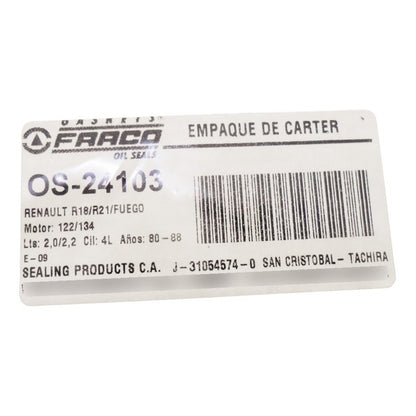 GASKETS
FRACO
OIL SEALS
EMPAQUE DE CARTER
OS-24103
RENAULT R18/R21/FUEGO
Motor: 122/134
Lts: 2,0/2,2 Cil: 4L Años: 80-88
E-09
SEALING PRODUCTS C.A. J-31054574-0 SAN CRISTOBAL- TACHIRA